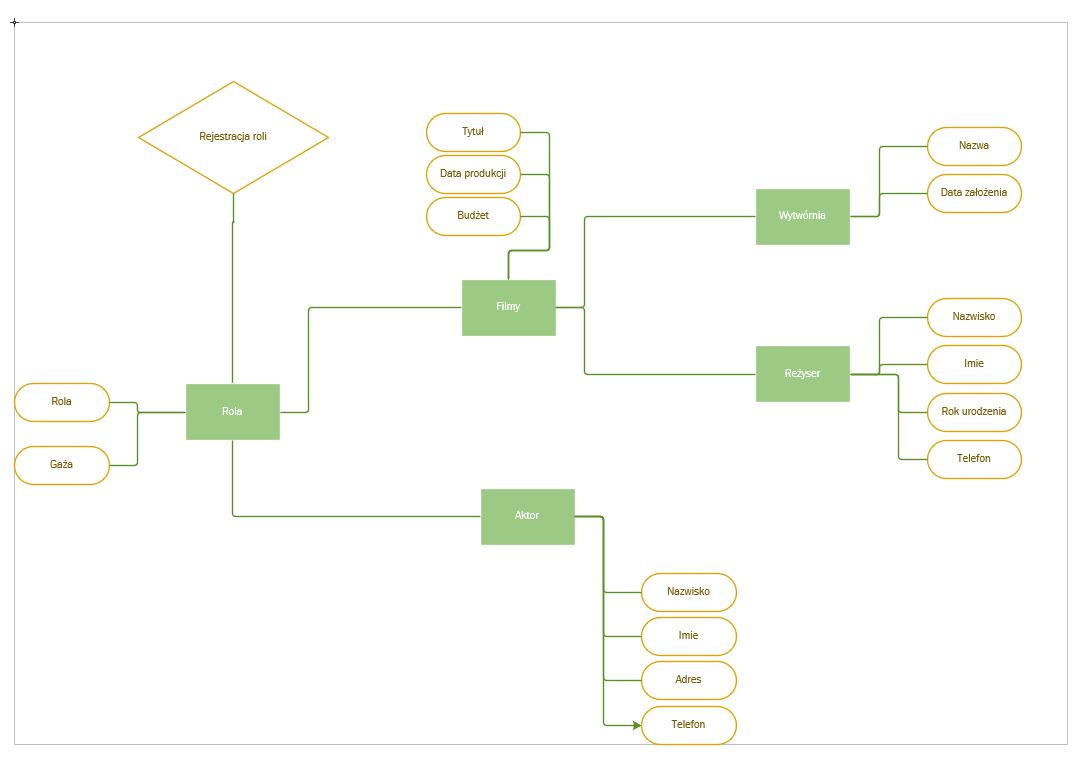 Rejestracja roli
Tytuł
Data produkcji
Budżet
Filmy
Wytwórnia
Nazwa
Data założenia
Reżyser
Nazwisko
Imie
Rok urodzenia
Telefon
Rola
Rola
Gaża
Aktor
Nazwisko
Imie
Adres
Telefon